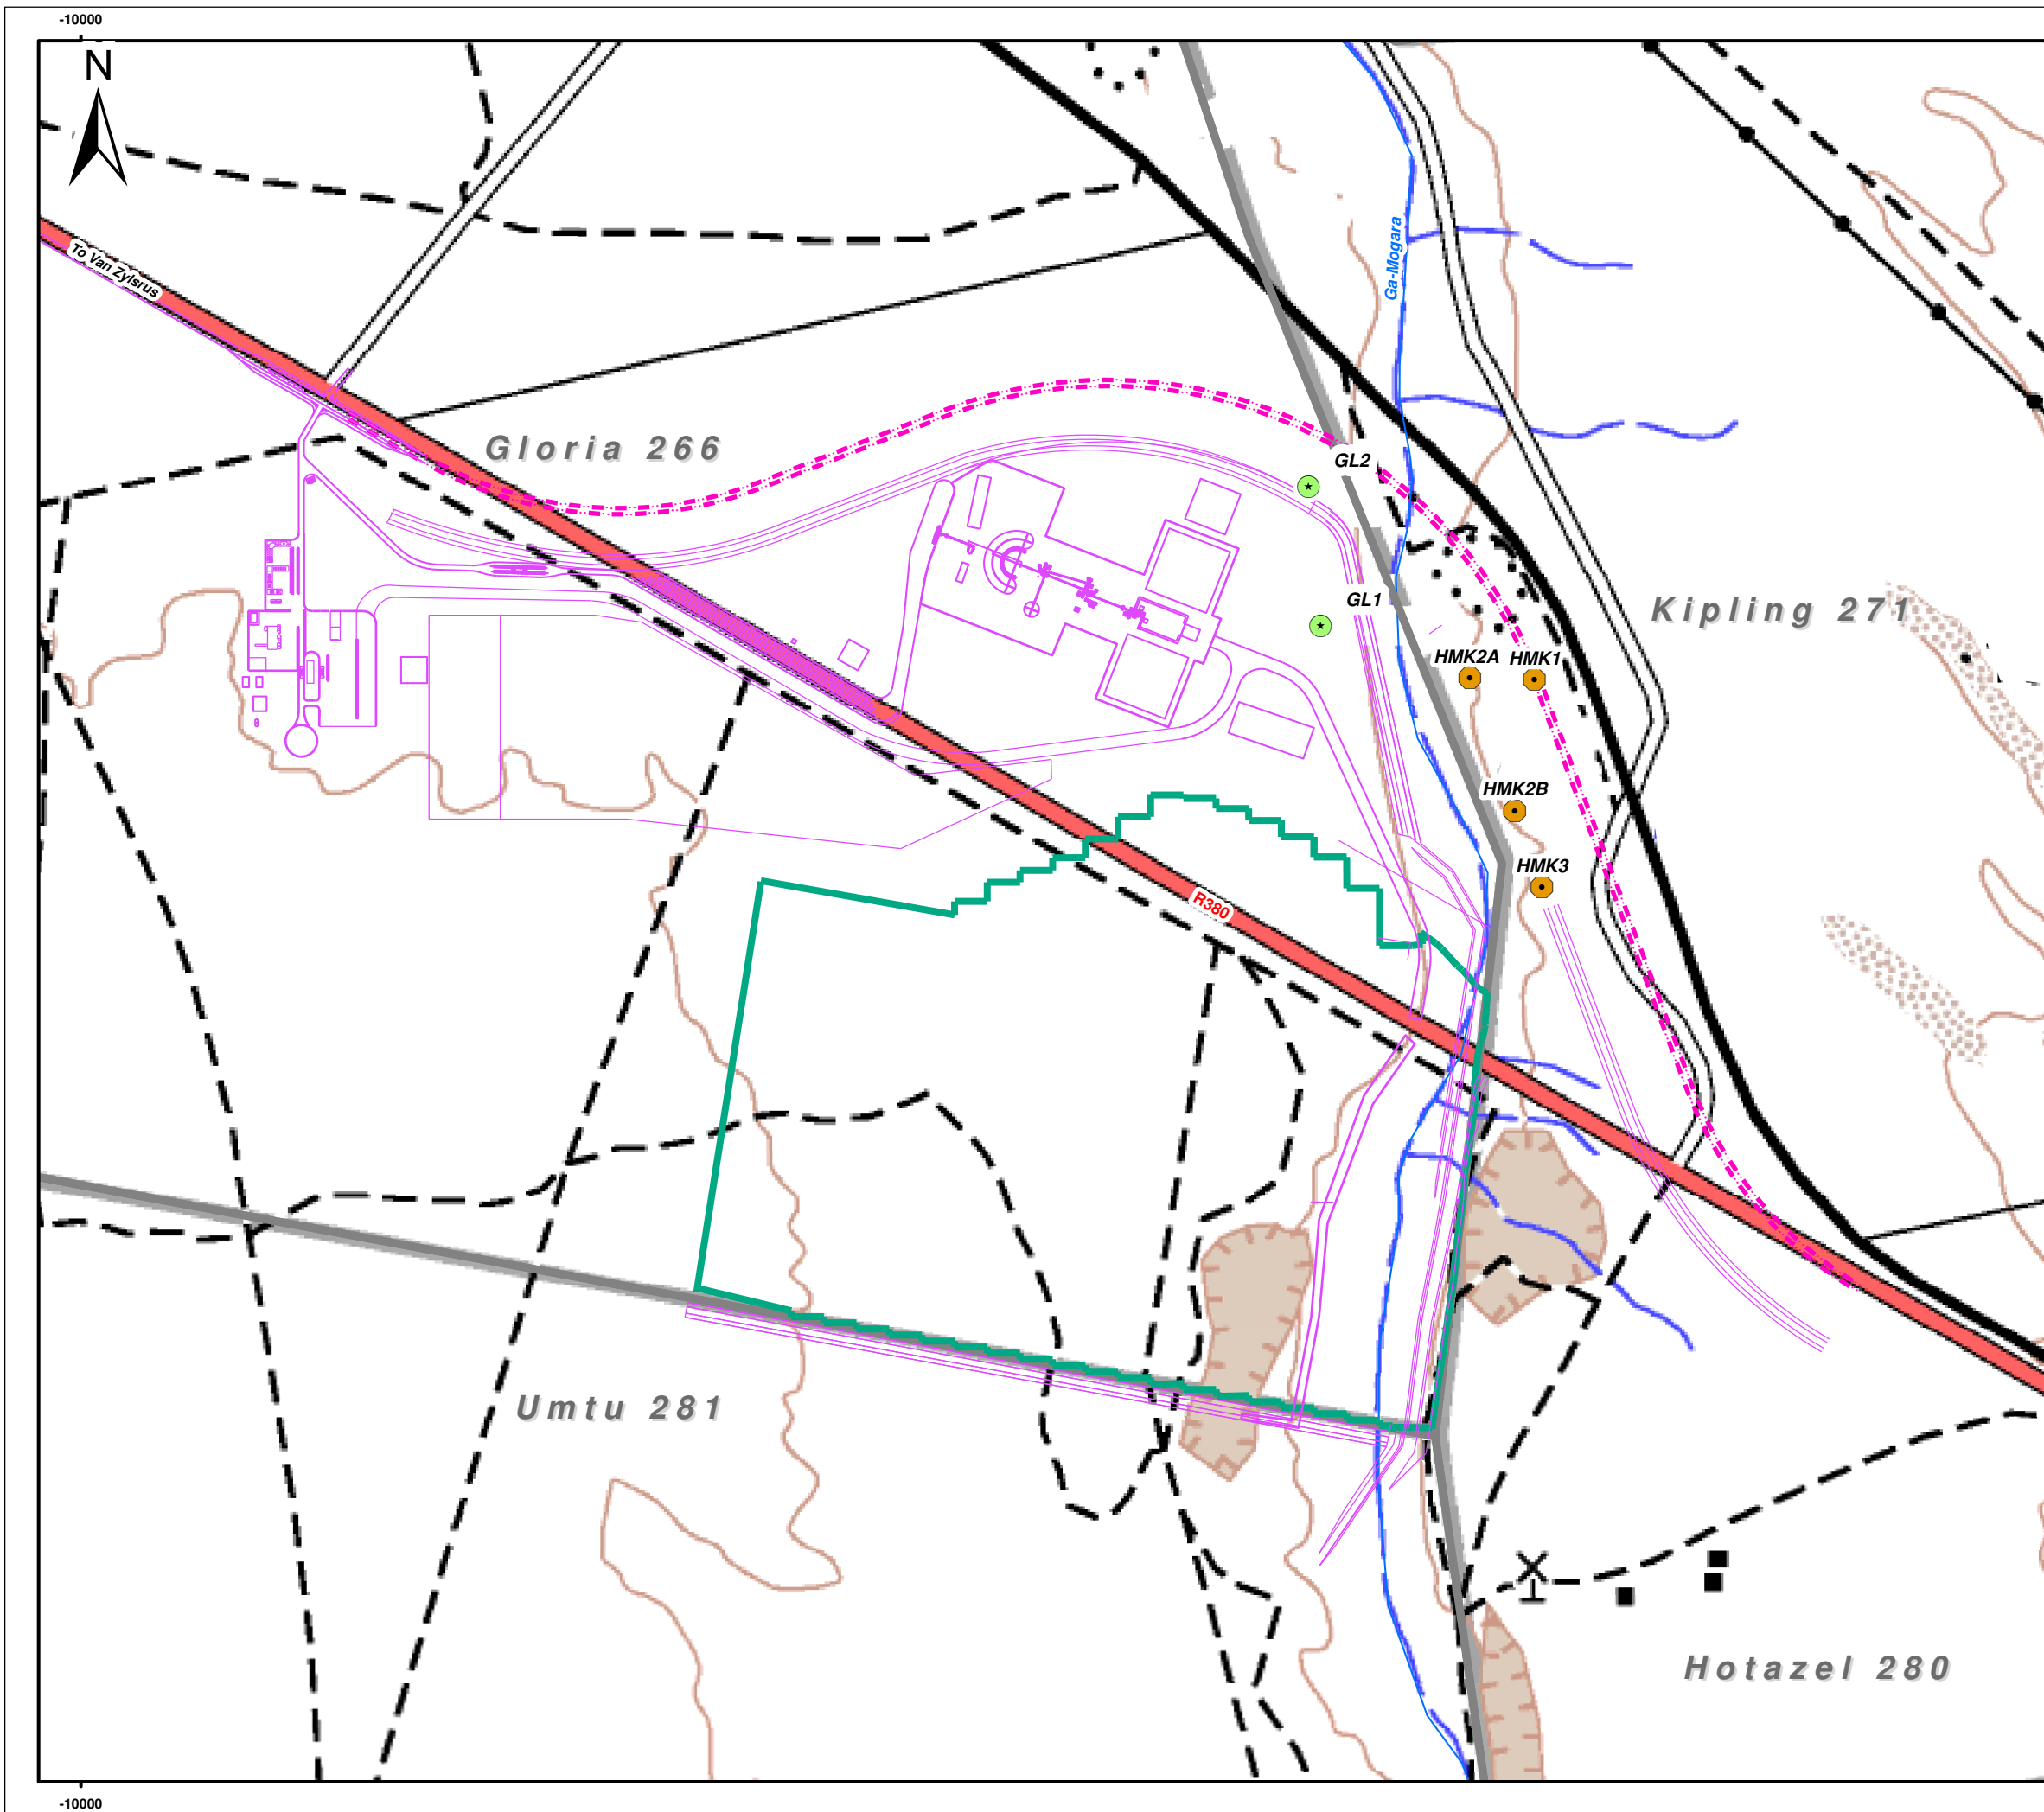 -10000
N
To Van Zylsrus
Ga-Mogara
Gloria 266
GL2
GL1
Kipling 271
HMK2A
HMK1
HMK2B
HMK3
R380
Umtu 281
Hotazel 280
-10000